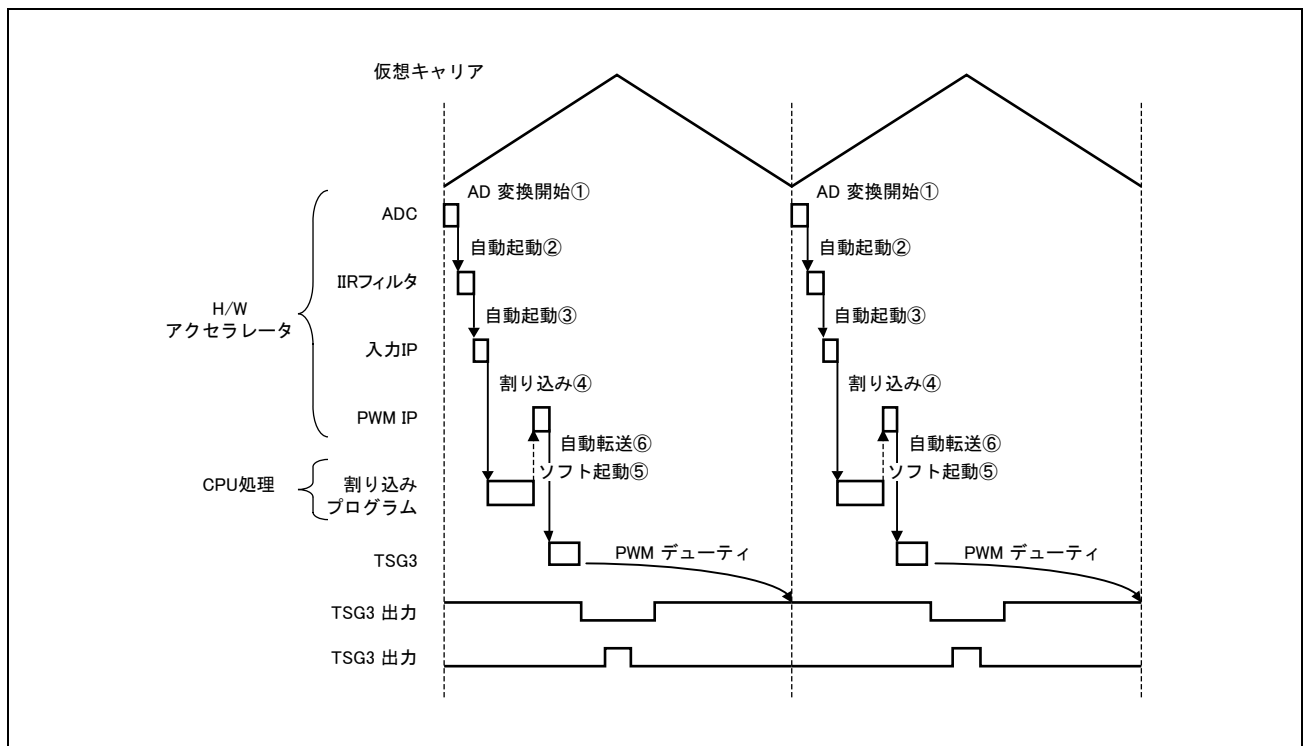 仮想キャリア
AD 変換開始① AD 変換開始①
ADC
自動起動② 自動起動②
IIRフィルタ
H/W
アクセラレータ
自動起動③ 自動起動③
入力IP
割り込み④ 割り込み④
PWM IP
自動転送⑥ 自動転送⑥
ソフト起動⑤ ソフト起動⑤
CPU処理
割り込み
プログラム
PWM デューティ PWM デューティ
TSG3
TSG3 出力
TSG3 出力